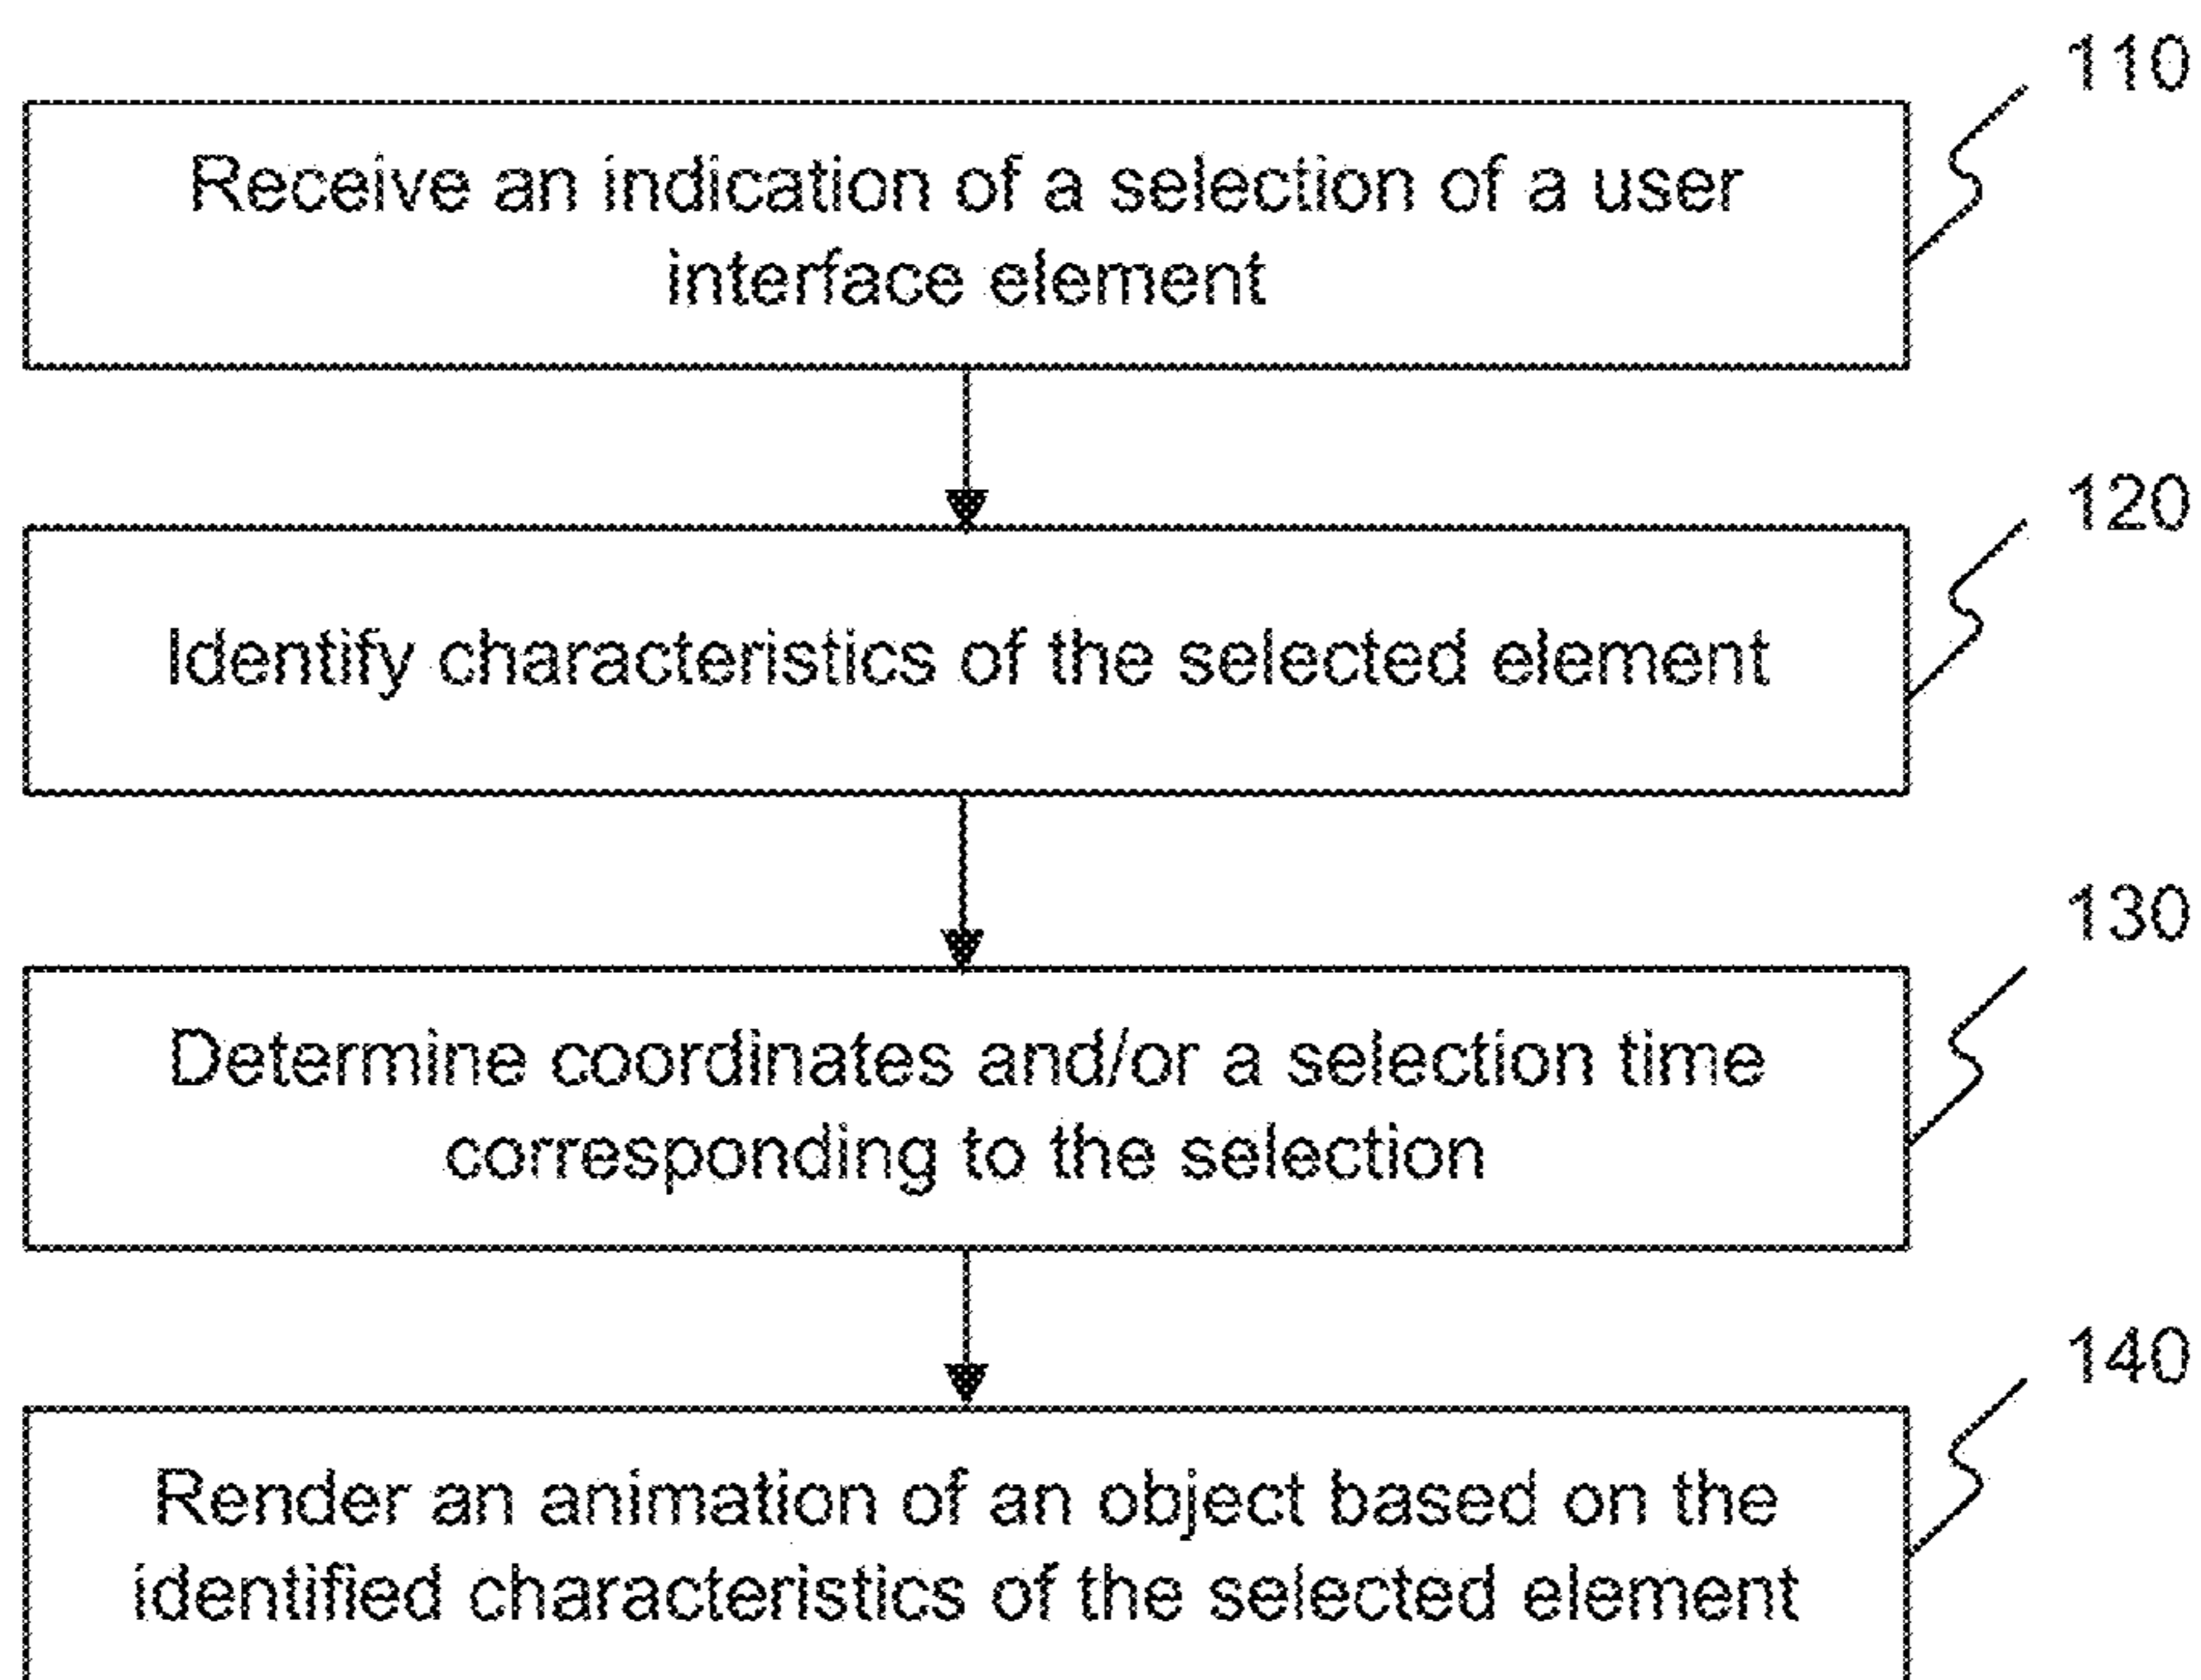 110
Receive an indication of a selection of a user
interface element
120
Identify characteristics of the selected element
130
Determine coordinates and/or a selection time
corresponding to the selection
140
Render an animation of an object based on the
identified characteristics of the selected element